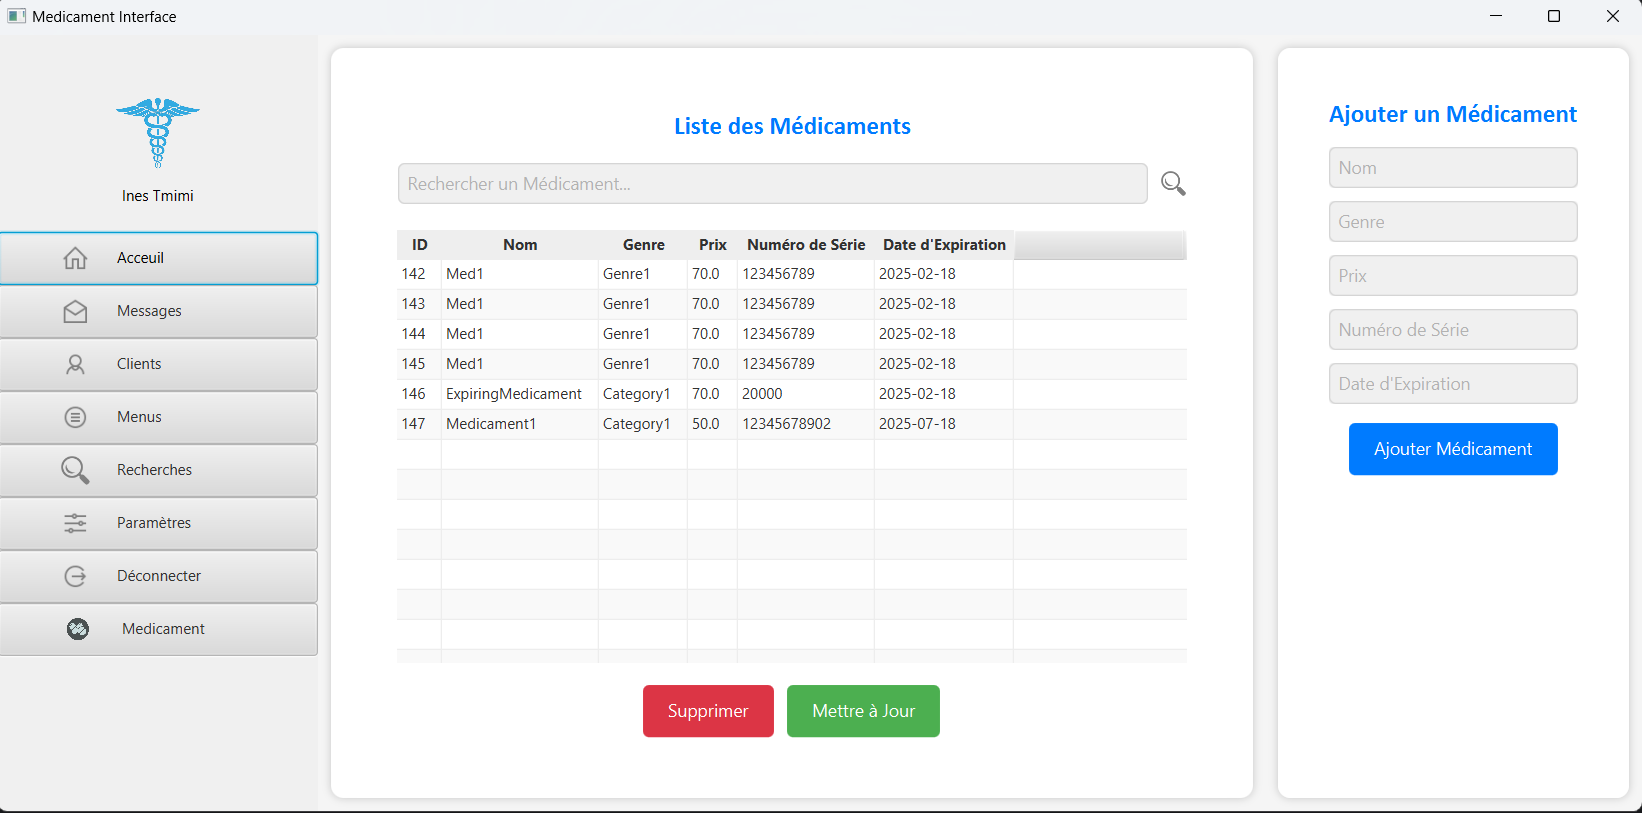 Medicament Interface
Ines Tmimi
Acceuil
Messages
Clients
Menus
Recherches
Paramètres
Déconnecter
Medicament
Liste des Médicaments
Rechercher un Médicament...
ID Nom Genre Prix Numéro de Série Date d'Expiration
142 Med1 Genre1 70.0 123456789 2025-02-18
143 Med1 Genre1 70.0 123456789 2025-02-18
144 Med1 Genre1 70.0 123456789 2025-02-18
145 Med1 Genre1 70.0 123456789 2025-02-18
146 ExpiringMedicament Category1 70.0 20000 2025-02-18
147 Medicament1 Category1 50.0 12345678902 2025-07-18
Supprimer Mettre à Jour
Ajouter un Médicament
Nom
Genre
Prix
Numéro de Série
Date d'Expiration
Ajouter Médicament